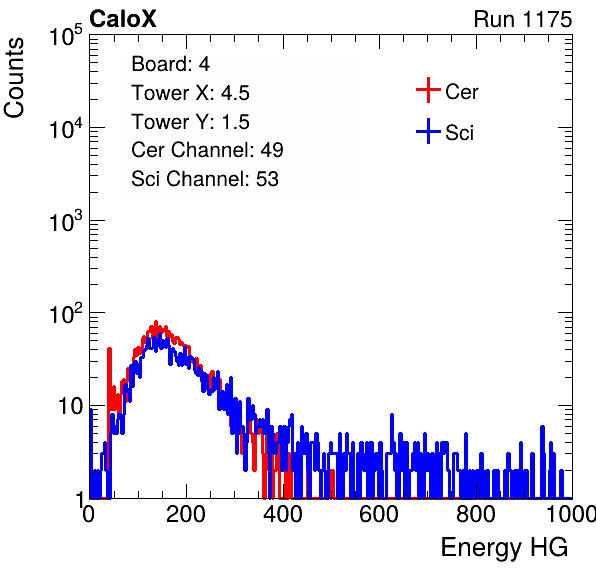 CaloX Run 1175
Counts
10^5
10^4
10^3
10^2
10
1
Board: 4
Tower X: 4.5
Tower Y: 1.5
Cer Channel: 49
Sci Channel: 53
Cer
Sci
0 200 400 600 800 1000
Energy HG